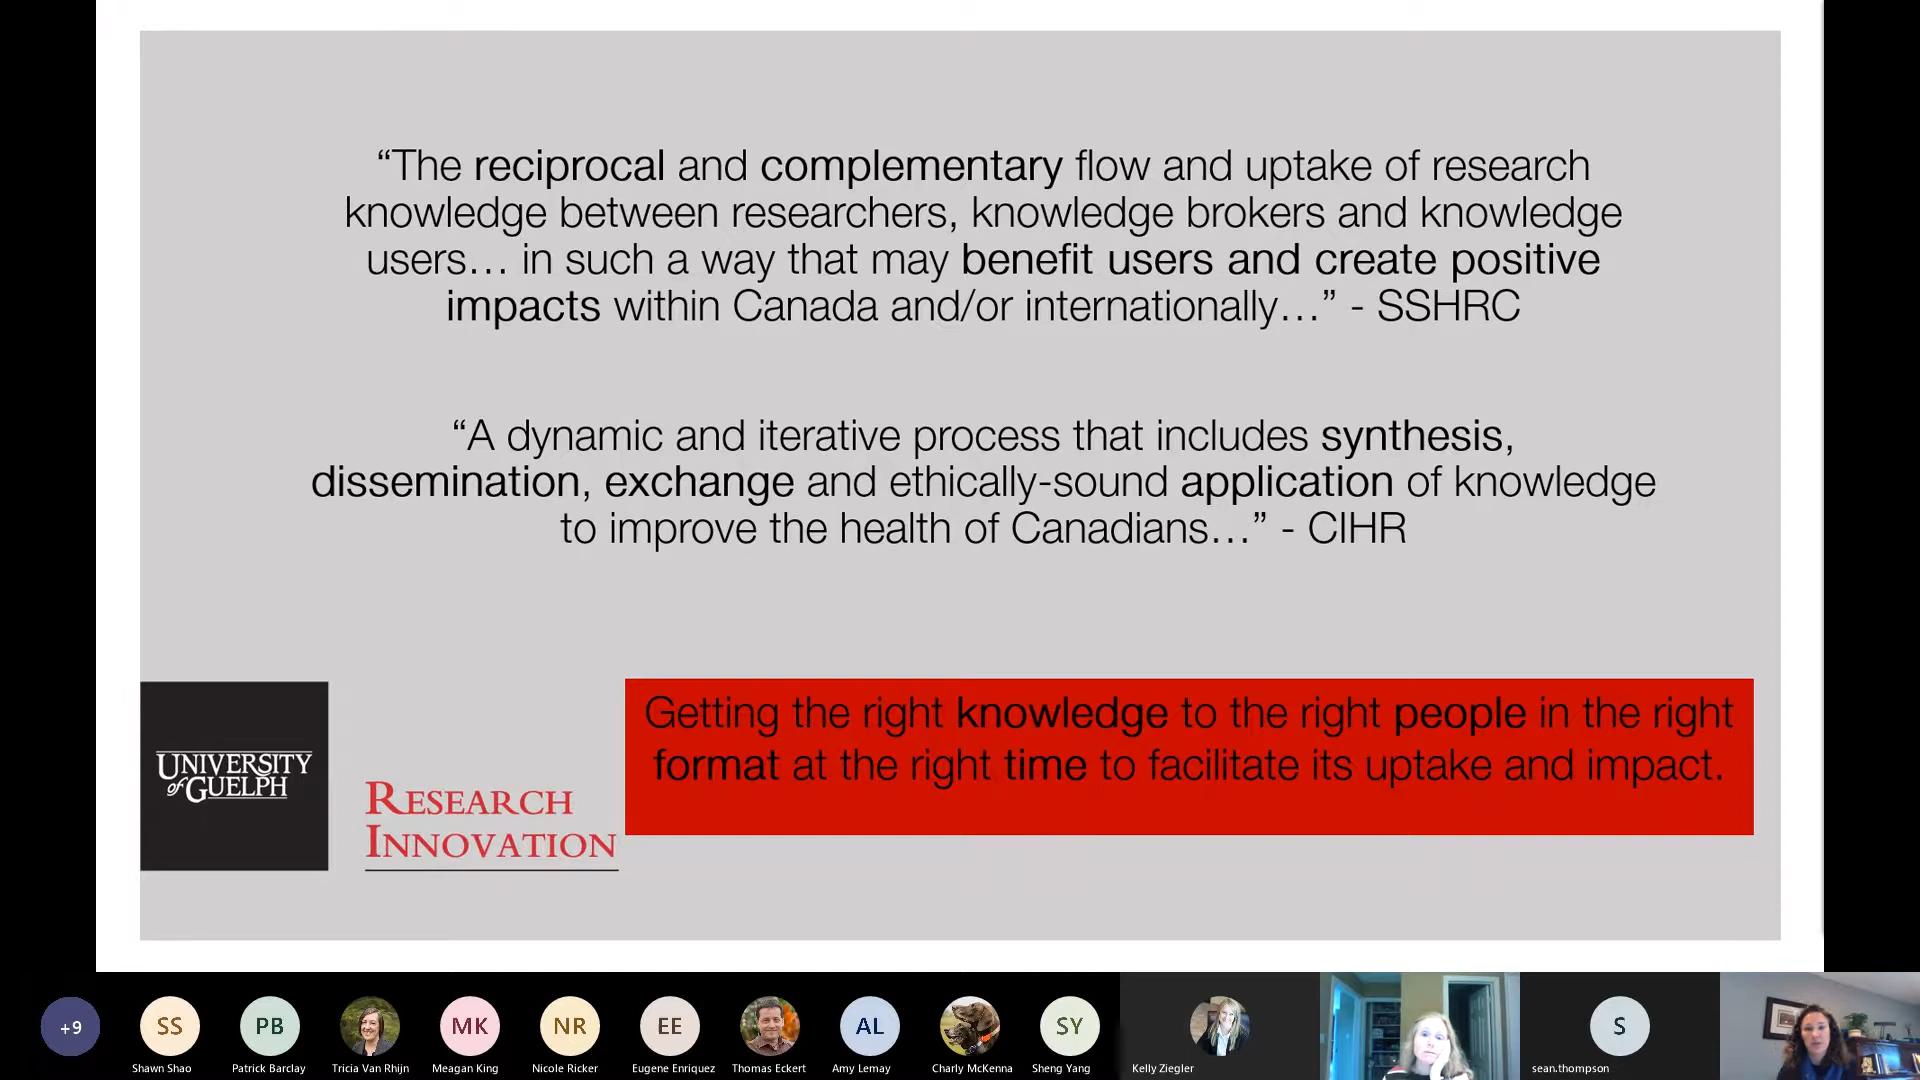 “The reciprocal and complementary flow and uptake of research
knowledge between researchers, knowledge brokers and knowledge
users… in such a way that may benefit users and create positive
impacts within Canada and/or internationally…” - SSHRC
“A dynamic and iterative process that includes synthesis,
dissemination, exchange and ethically-sound application of knowledge
to improve the health of Canadians…” - CIHR
UNIVERSITY
of GUELPH
RESEARCH
INNOVATION
Getting the right knowledge to the right people in the right
format at the right time to facilitate its uptake and impact.
+9
SS
PB
MK
NR
EE
AL
SY
S
Shawn Shao
Patrick Barclay
Tricia Van Rhijn
Meagan King
Nicole Ricker
Eugene Enriquez
Thomas Eckert
Amy Lemay
Charly McKenna
Sheng Yang
Kelly Ziegler
sean.thompson